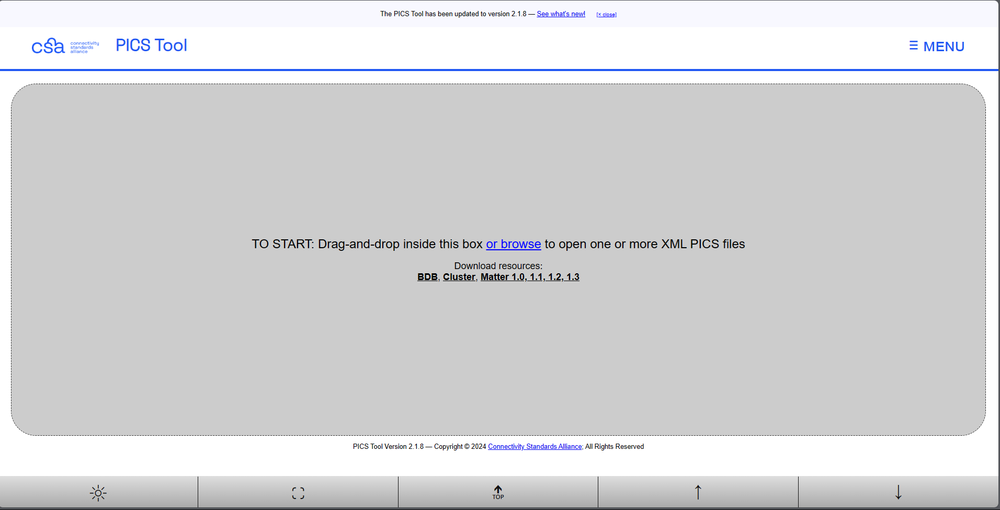 The PICS Tool has been updated to version 2.1.8 — See what's new! [× close]
csa connectivity standards alliance
PICS Tool
☰ MENU
TO START: Drag-and-drop inside this box or browse to open one or more XML PICS files
Download resources:
BDB, Cluster, Matter 1.0, 1.1, 1.2, 1.3
PICS Tool Version 2.1.8 — Copyright © 2024 Connectivity Standards Alliance; All Rights Reserved
TOP